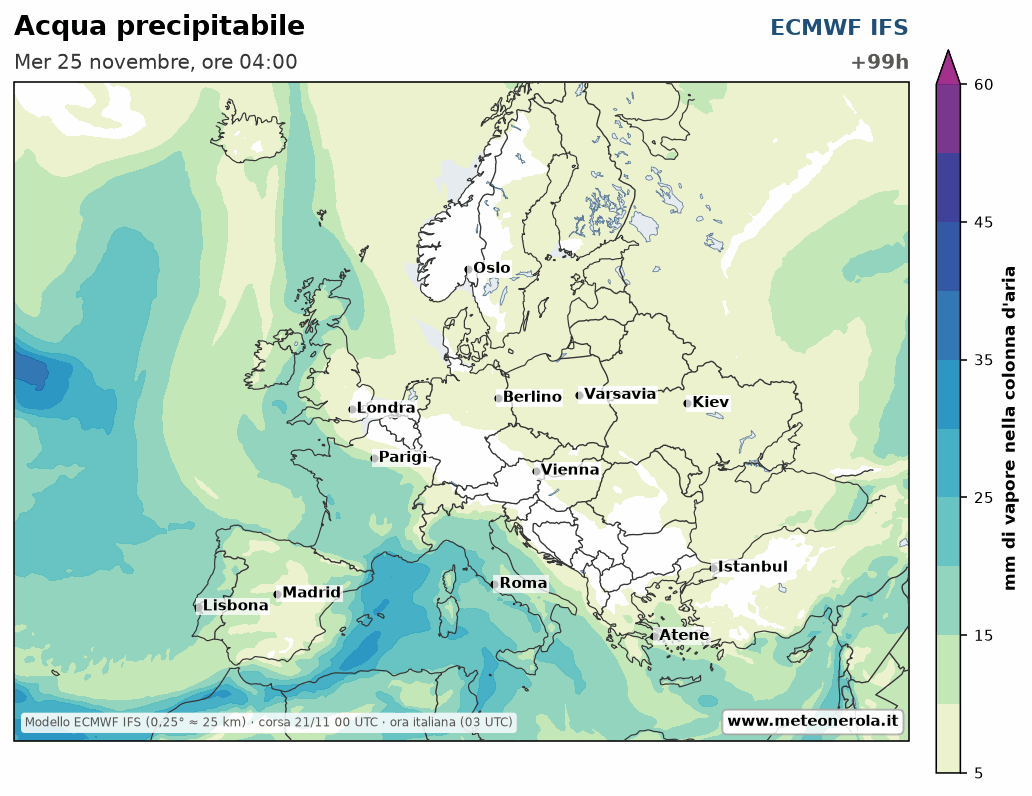 Acqua precipitabile
ECMWF IFS
Mer 25 novembre, ore 04:00
+99h
60
45
35
25
15
5
mm di vapore nella colonna d'aria
Oslo
Berlino
Varsavia
Kiev
Londra
Parigi
Vienna
Istanbul
Roma
Madrid
Lisbona
Atene
Modello ECMWF IFS (0,25° ≈ 25 km) · corsa 21/11 00 UTC · ora italiana (03 UTC)
www.meteonerola.it